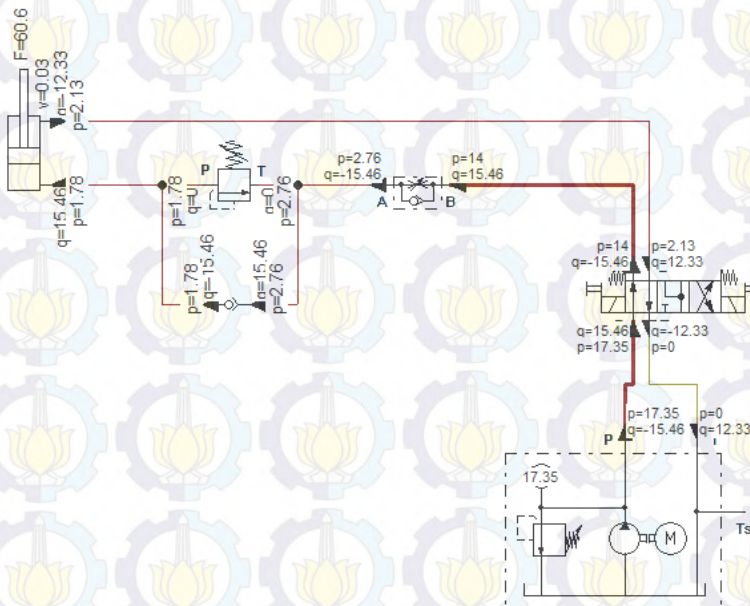 F=60.6
v=0.03
q=-12.33
p=2.13
q=15.46
p=1.78
P
T
p=1.78
q=0
q=0
p=2.76
p=1.78
q=-15.46
q=15.46
p=2.76
p=2.76
q=-15.46
p=14
q=15.46
A
B
p=14
q=-15.46
p=2.13
q=12.33
T
q=15.46
p=17.35
q=-12.33
p=0
p=17.35
q=-15.46
p=0
q=12.33
P
17.35
M
Ts